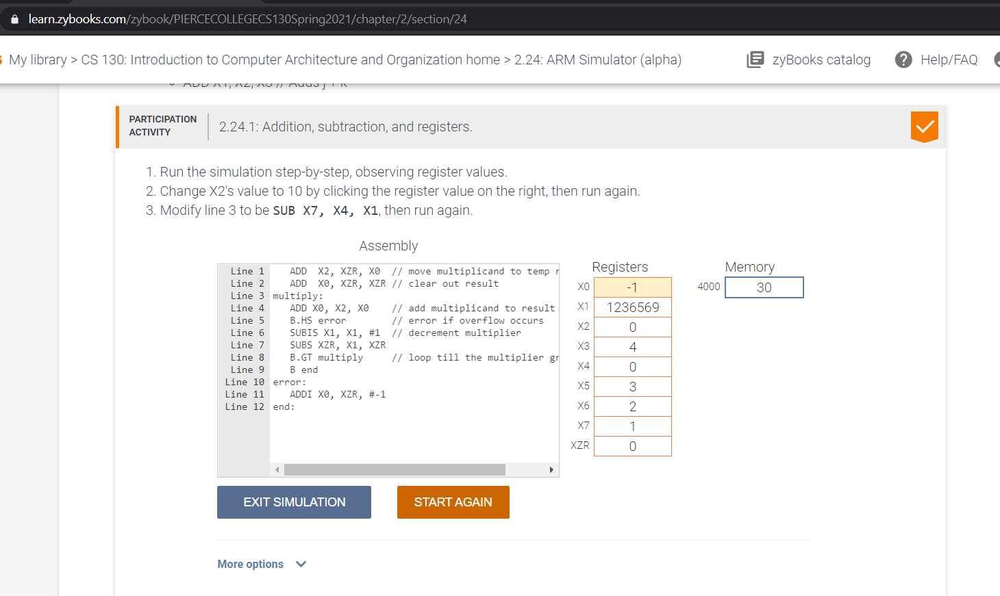 learn.zybooks.com/zybook/PIERCECOLLEGECS130Spring2021/chapter/2/section/24
My library > CS 130: Introduction to Computer Architecture and Organization home > 2.24: ARM Simulator (alpha)
zyBooks catalog
? Help/FAQ
ADD X1, X2, X3 // Adds j + k
PARTICIPATION
ACTIVITY
2.24.1: Addition, subtraction, and registers.
1. Run the simulation step-by-step, observing register values.
2. Change X2's value to 10 by clicking the register value on the right, then run again.
3. Modify line 3 to be SUB X7, X4, X1, then run again.
Assembly
Line 1 ADD X2, XZR, X0 // move multiplicand to temp r
Line 2 ADD X0, XZR, XZR // clear out result
Line 3 multiply:
Line 4 ADD X0, X2, X0 // add multiplicand to result
Line 5 B.HS error // error if overflow occurs
Line 6 SUBIS X1, X1, #1 // decrement multiplier
Line 7 SUBS XZR, X1, XZR
Line 8 B.GT multiply // loop till the multiplier gr
Line 9 B end
Line 10 error:
Line 11 ADDI X0, XZR, #-1
Line 12 end:
Registers
X0 -1
X1 1236569
X2 0
X3 4
X4 0
X5 3
X6 2
X7 1
XZR 0
Memory
4000 30
EXIT SIMULATION
START AGAIN
More options